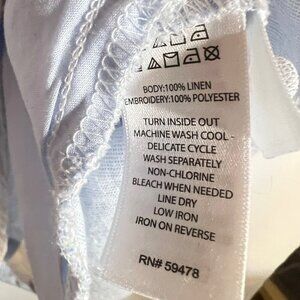 BODY:100% LINEN
EMBROIDERY:100% POLYESTER
TURN INSIDE OUT
MACHINE WASH COOL -
DELICATE CYCLE
WASH SEPARATELY
NON-CHLORINE
BLEACH WHEN NEEDED
LINE DRY
LOW IRON
IRON ON REVERSE
RN# 59478